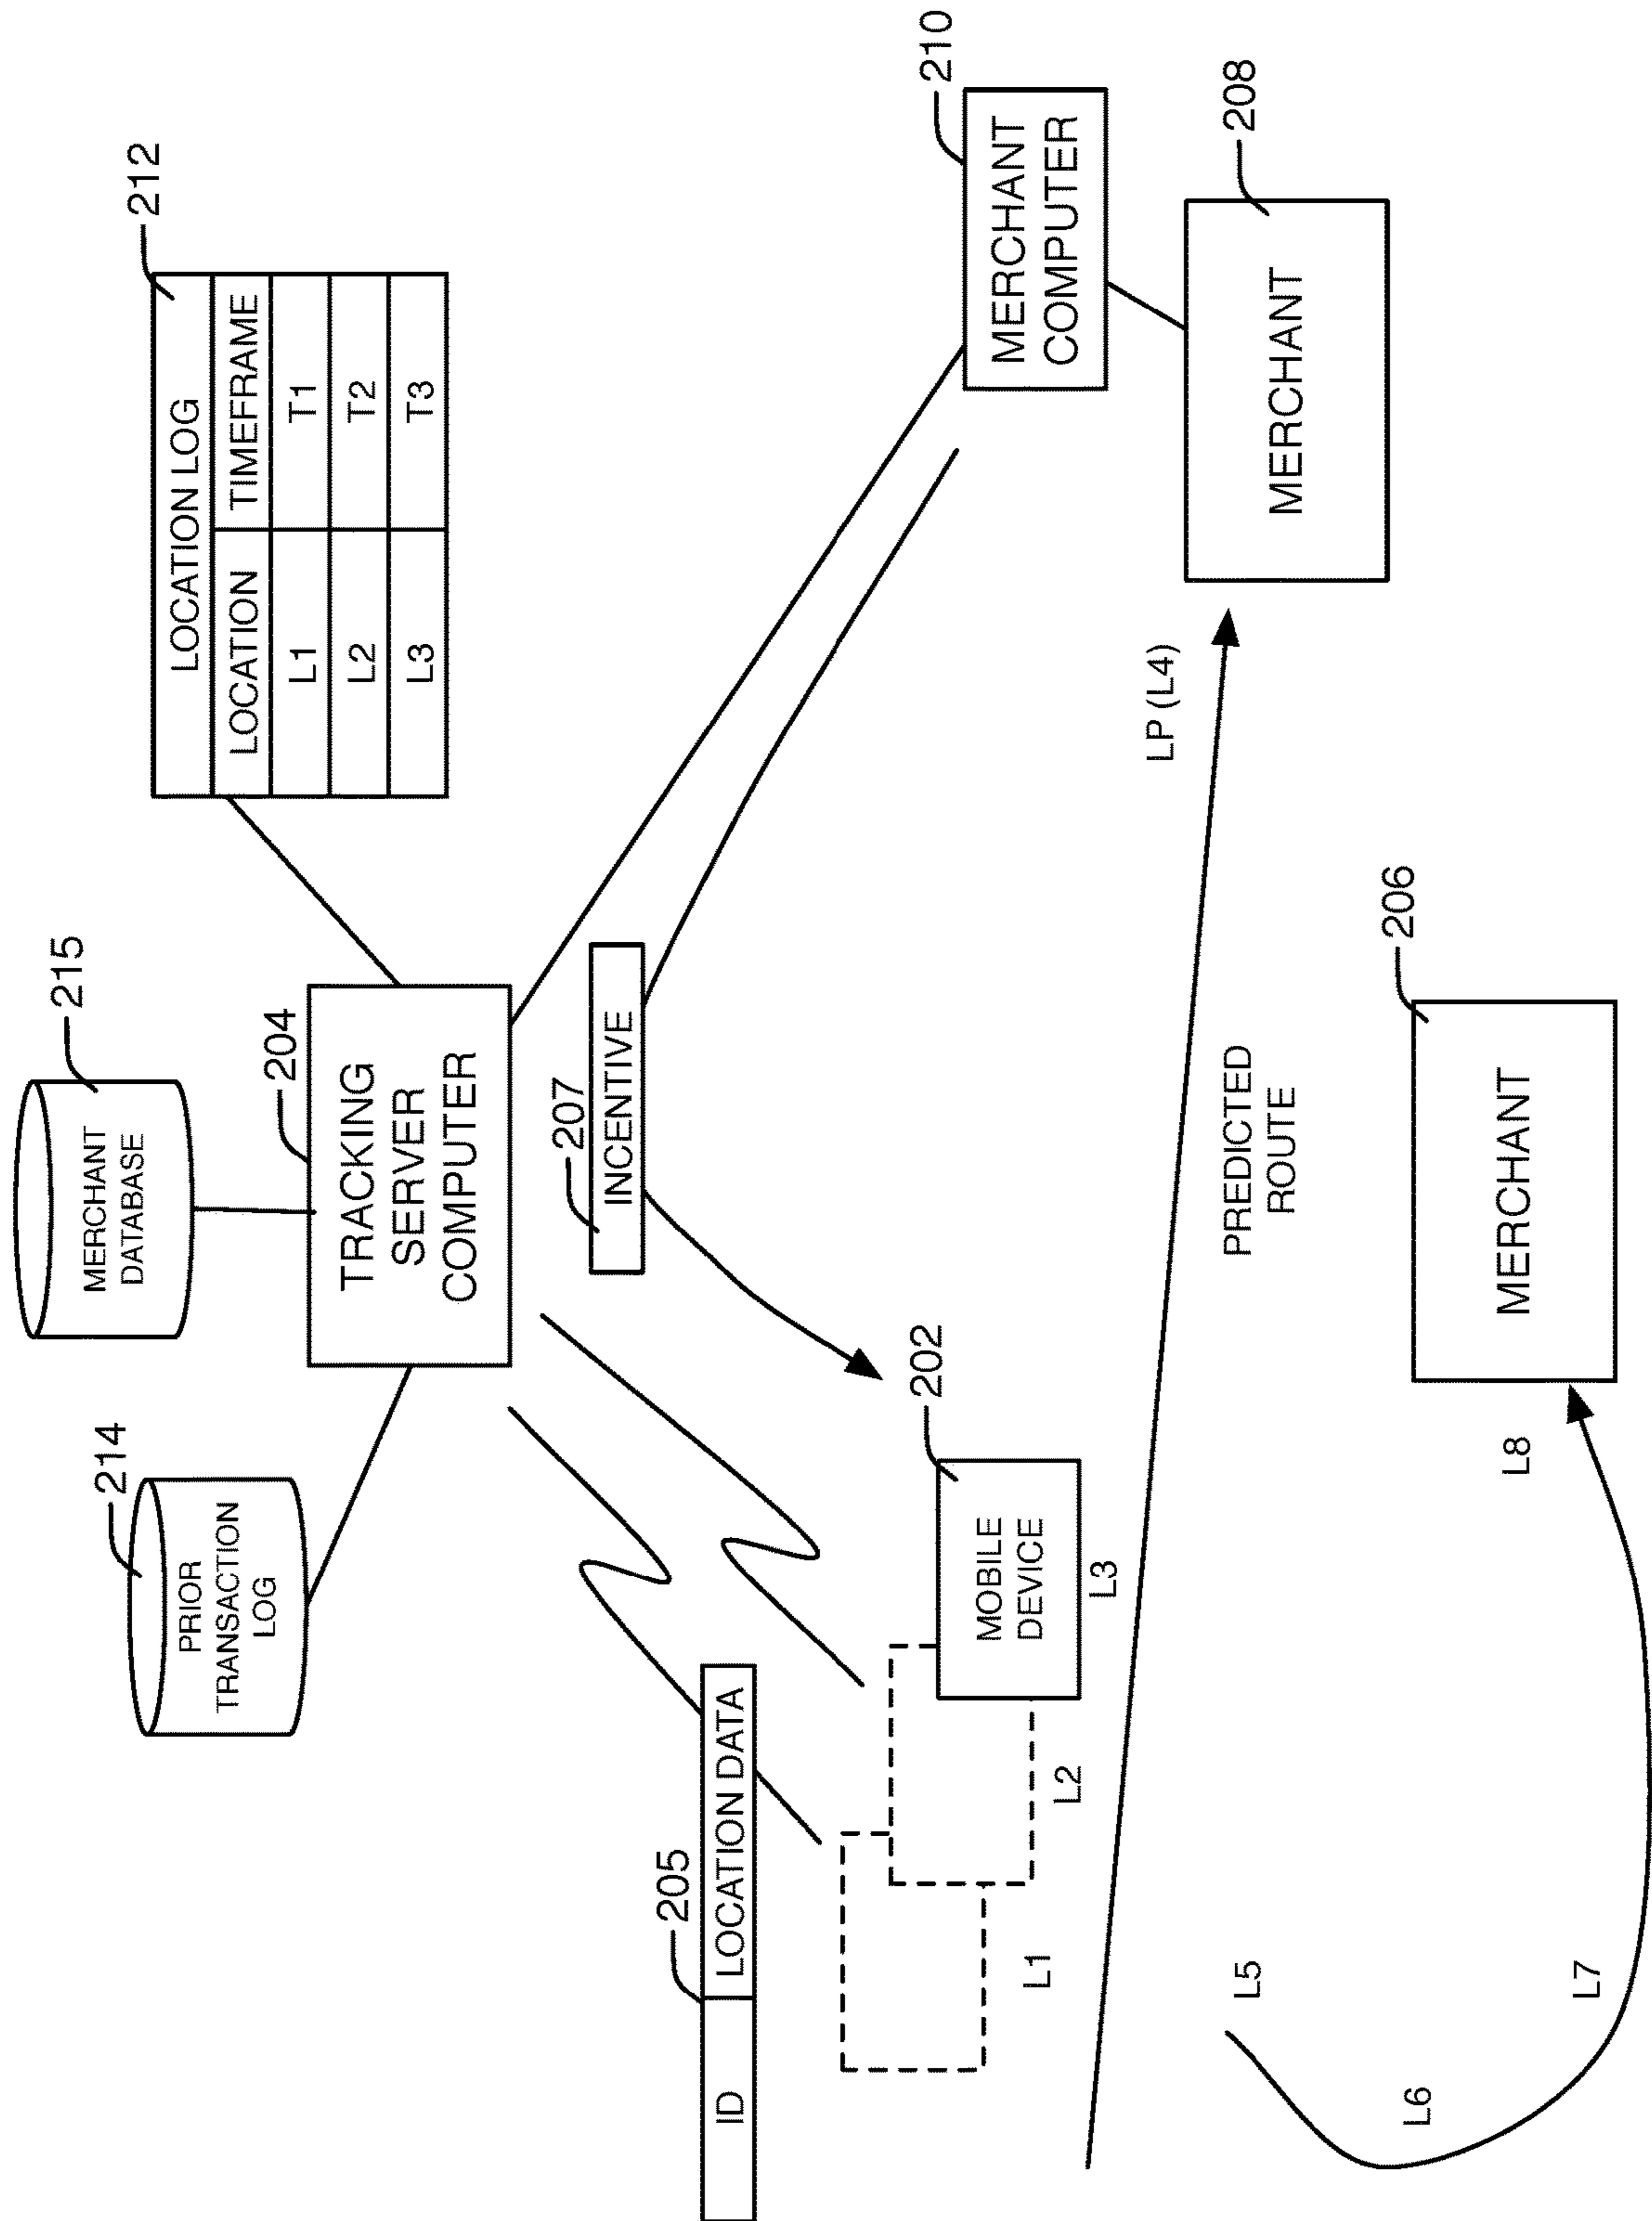 215
MERCHANT
DATABASE
214
PRIOR
TRANSACTION
LOG
204
TRACKING
SERVER
COMPUTER
212
LOCATION LOG
LOCATION TIMEFRAME
L1 T1
L2 T2
L3 T3
205
ID LOCATION DATA
207
INCENTIVE
210
MERCHANT
COMPUTER
202
MOBILE
DEVICE
L1
L2
L3
LP (L4)
208
MERCHANT
PREDICTED
ROUTE
206
MERCHANT
L5
L6
L7
L8